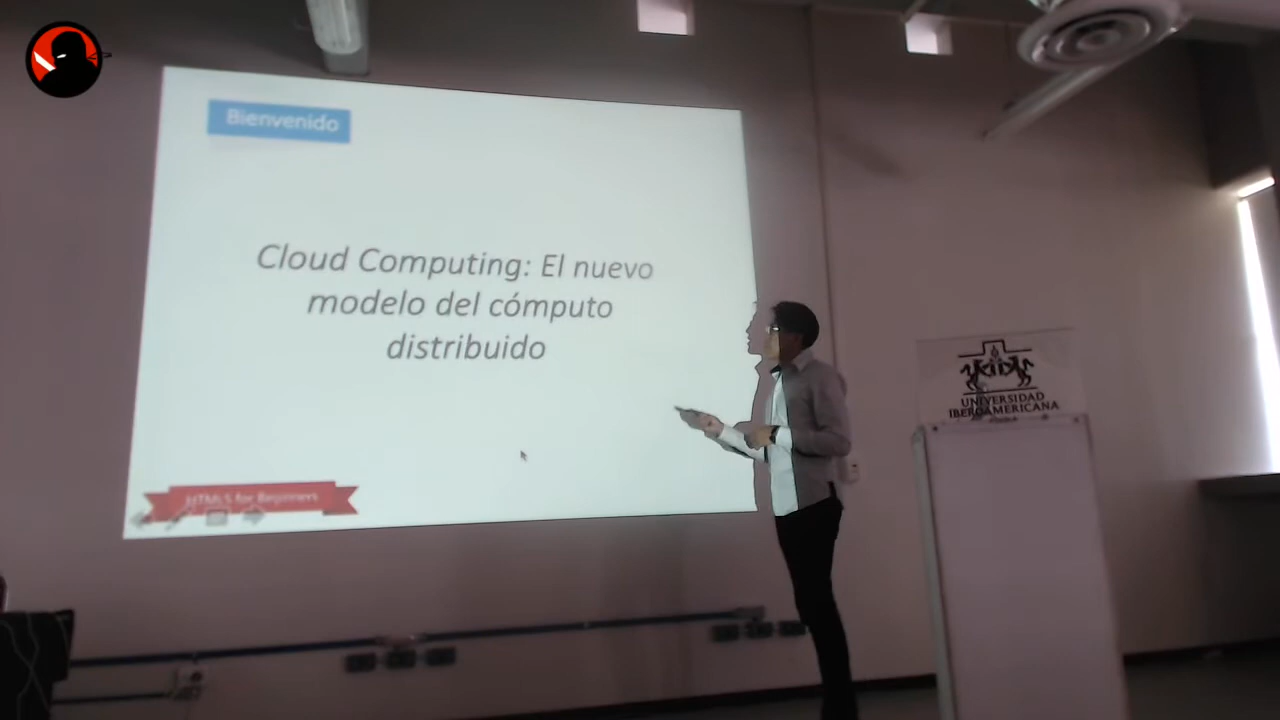 Bienvenido
Cloud Computing: El nuevo
modelo del cómputo
distribuido
HTML5 for Beginners
UNIVERSIDAD
IBEROAMERICANA